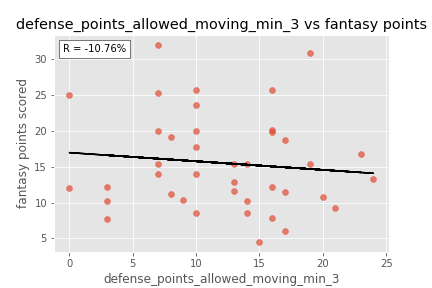 defense_points_allowed_moving_min_3 vs fantasy points
R = -10.76%
fantasy points scored
30
25
20
15
10
5
0 5 10 15 20 25
defense_points_allowed_moving_min_3